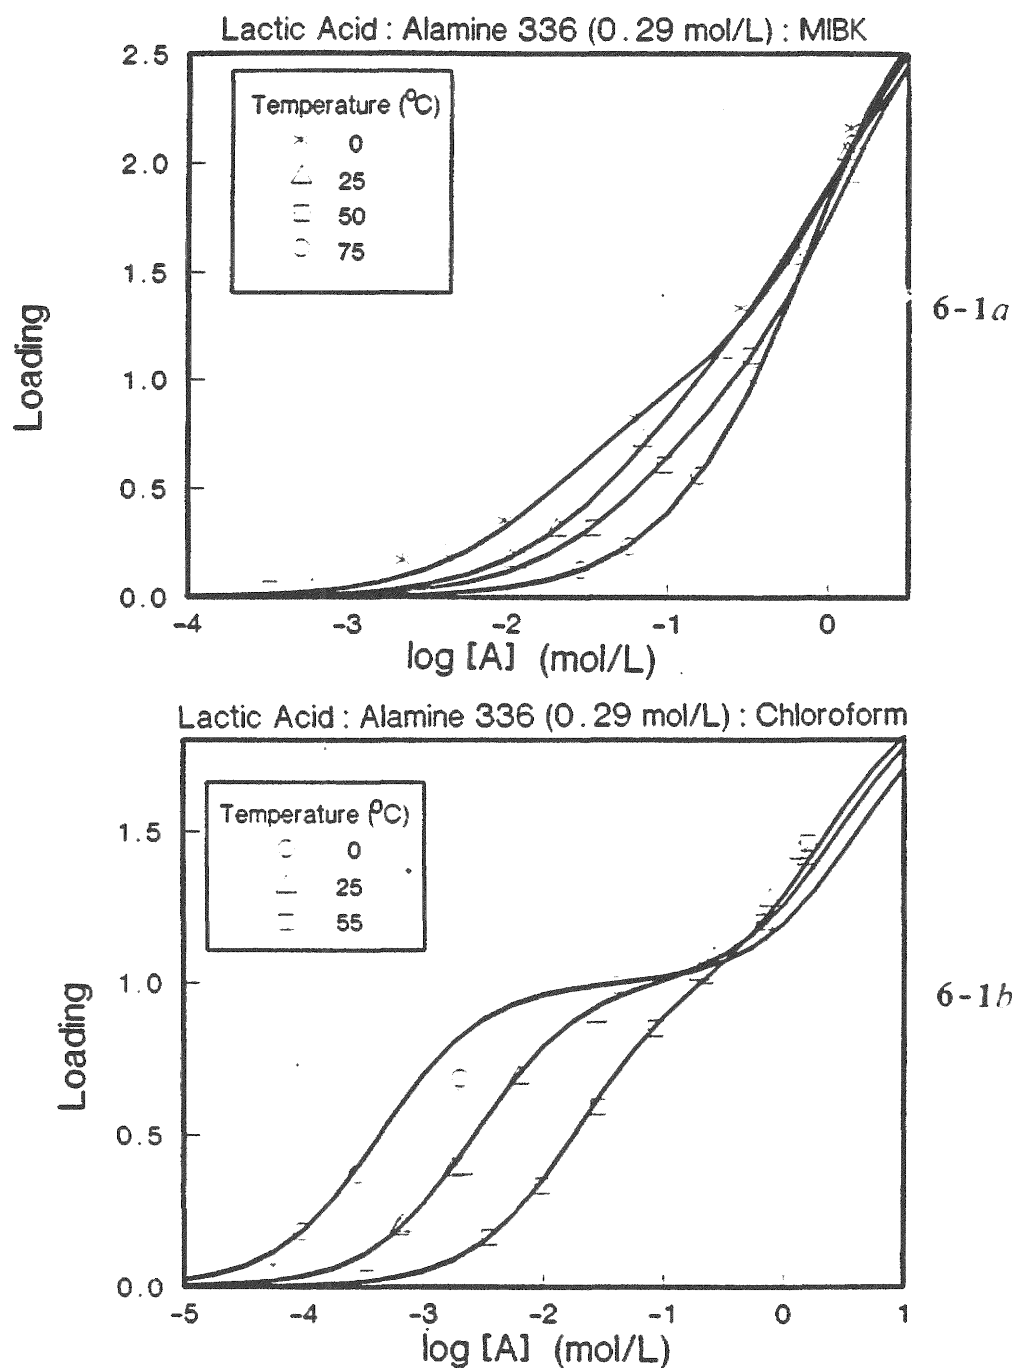 Lactic Acid : Alamine 336 (0.29 mol/L) : MIBK
2.5
Temperature (°C)
0
25
50
75
2.0
1.5
1.0
0.5
0.0
Loading
6-1a
-4 -3 -2 -1 0
log [A] (mol/L)
Lactic Acid : Alamine 336 (0.29 mol/L) : Chloroform
Temperature (°C)
0
25
55
1.5
1.0
0.5
0.0
Loading
6-1b
-5 -4 -3 -2 -1 0 1
log [A] (mol/L)